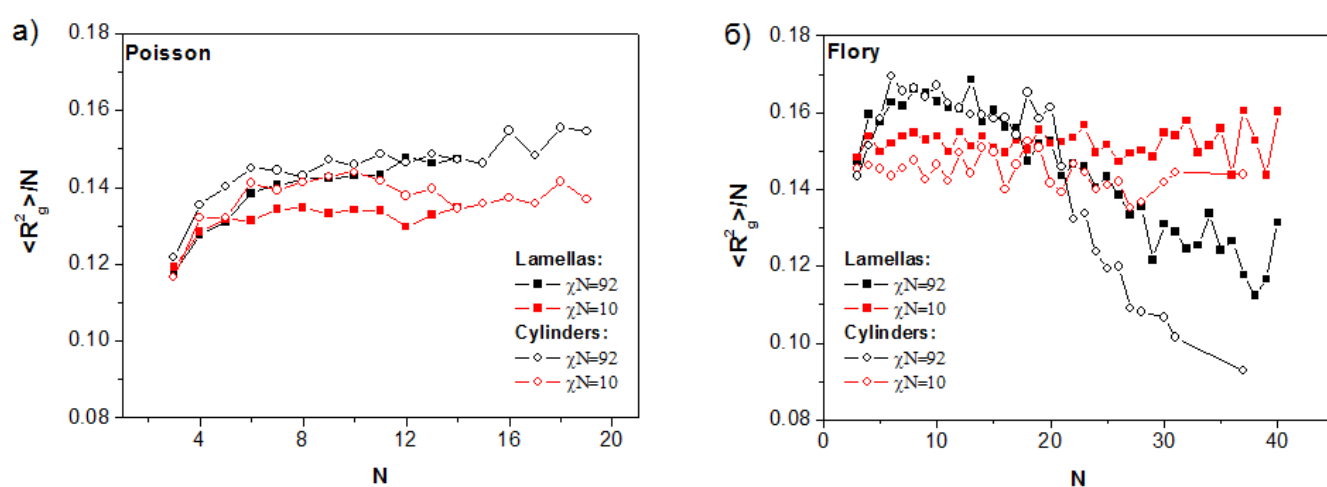 а)
Poisson
<R²g>/N
0.18
0.16
0.14
0.12
0.10
0.08
4
8
12
16
20
N
Lamellas:
χN=92
χN=10
Cylinders:
χN=92
χN=10
б)
Flory
<R²g>/N
0.18
0.16
0.14
0.12
0.10
0.08
0
10
20
30
40
N
Lamellas:
χN=92
χN=10
Cylinders:
χN=92
χN=10